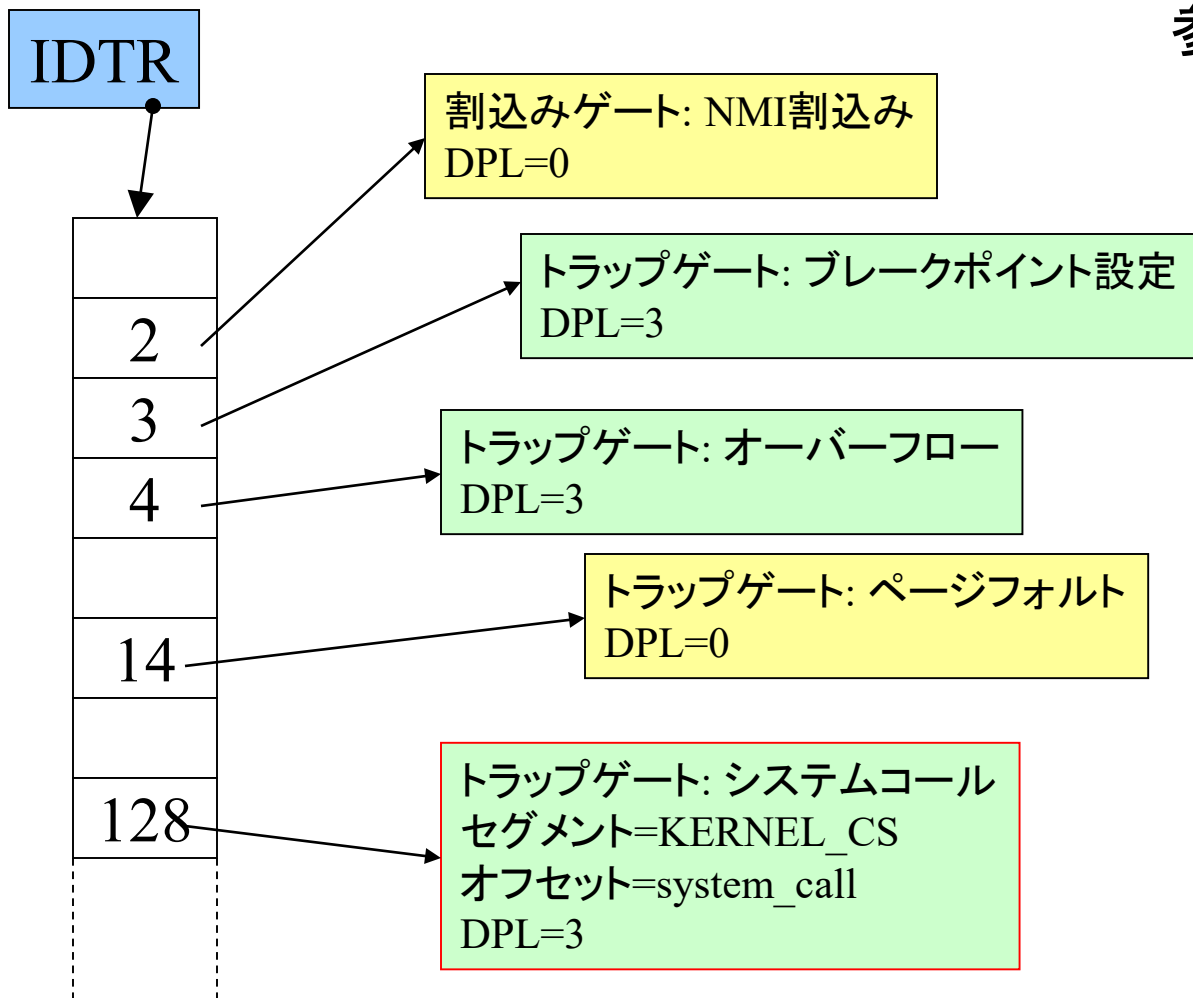 IDTR
割込みゲート: NMI割込み
DPL=0
トラップゲート: ブレークポイント設定
DPL=3
2
3
4
トラップゲート: オーバーフロー
DPL=3
トラップゲート: ページフォルト
DPL=0
14
128
トラップゲート: システムコール
セグメント=KERNEL_CS
オフセット=system_call
DPL=3